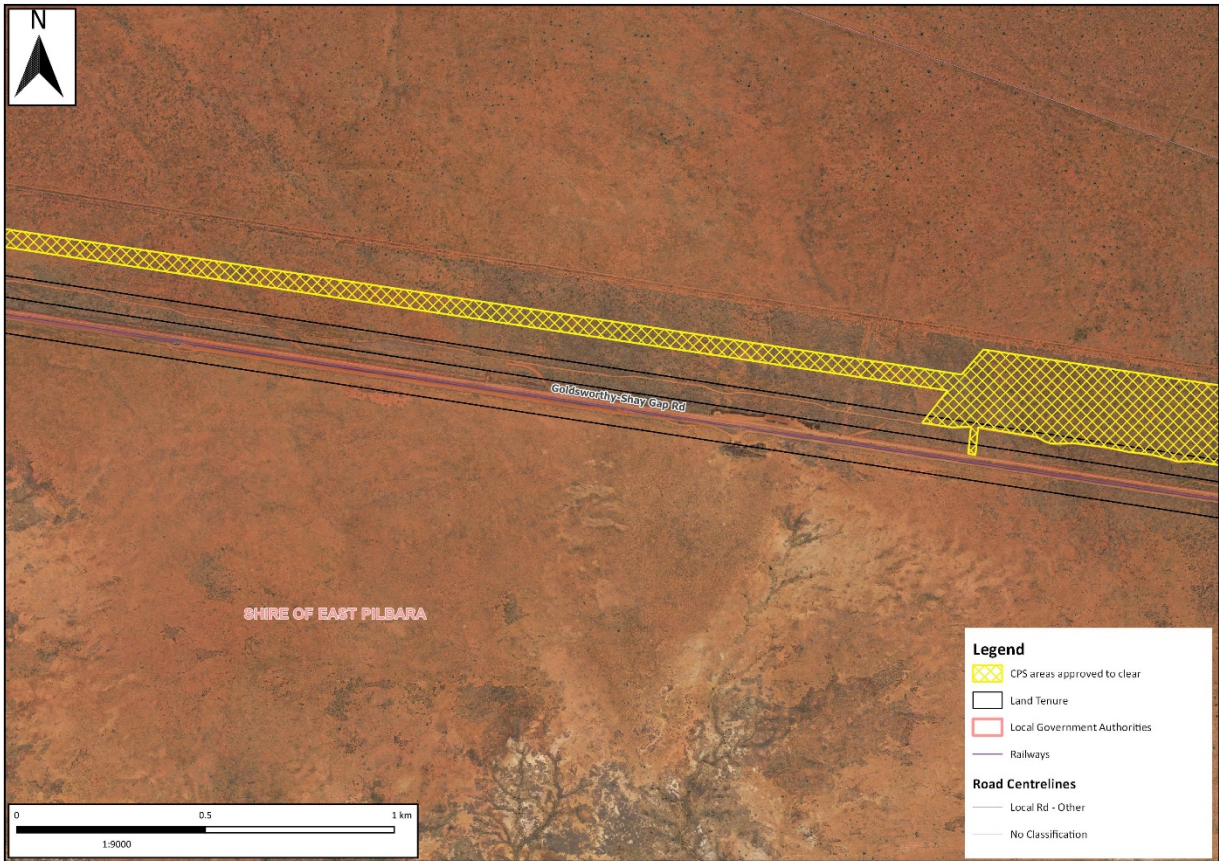 N
Goldsworthy-Shay Gap Rd
SHIRE OF EAST PILBARA
Legend
CPS areas approved to clear
Land Tenure
Local Government Authorities
Railways
Road Centrelines
Local Rd - Other
No Classification
0 0.5 1 km
1:9000